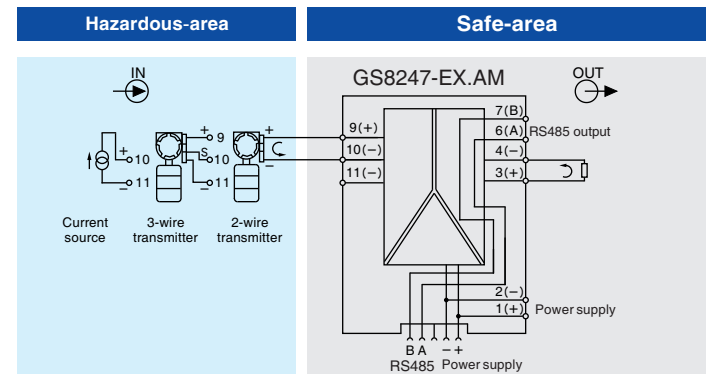 Hazardous-area
Safe-area
IN
GS8247-EX.AM
OUT
7(B)
6(A) RS485 output
4(−)
3(+)
9(+)
10(−)
11(−)
+ 9
S 10
− 11
+ 10
− 11
+
−
Current source
3-wire transmitter
2-wire transmitter
2(−)
1(+)
Power supply
B A − +
RS485 Power supply